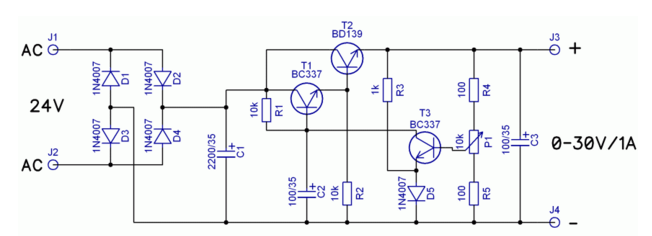 J1
AC
1N4007
D1
1N4007
D2
24V
1N4007
D3
1N4007
D4
AC
J2
2200/35
C1
10k
R1
T1
BC337
T2
BD139
100/35
C2
10k
R2
1k
R3
T3
BC337
1N4007
D5
100
R4
10k
P1
100
R5
100/35
C3
J3
+
0-30V/1A
J4
-